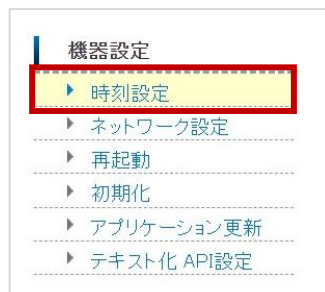 機器設定
時刻設定
ネットワーク設定
再起動
初期化
アプリケーション更新
テキスト化 API設定